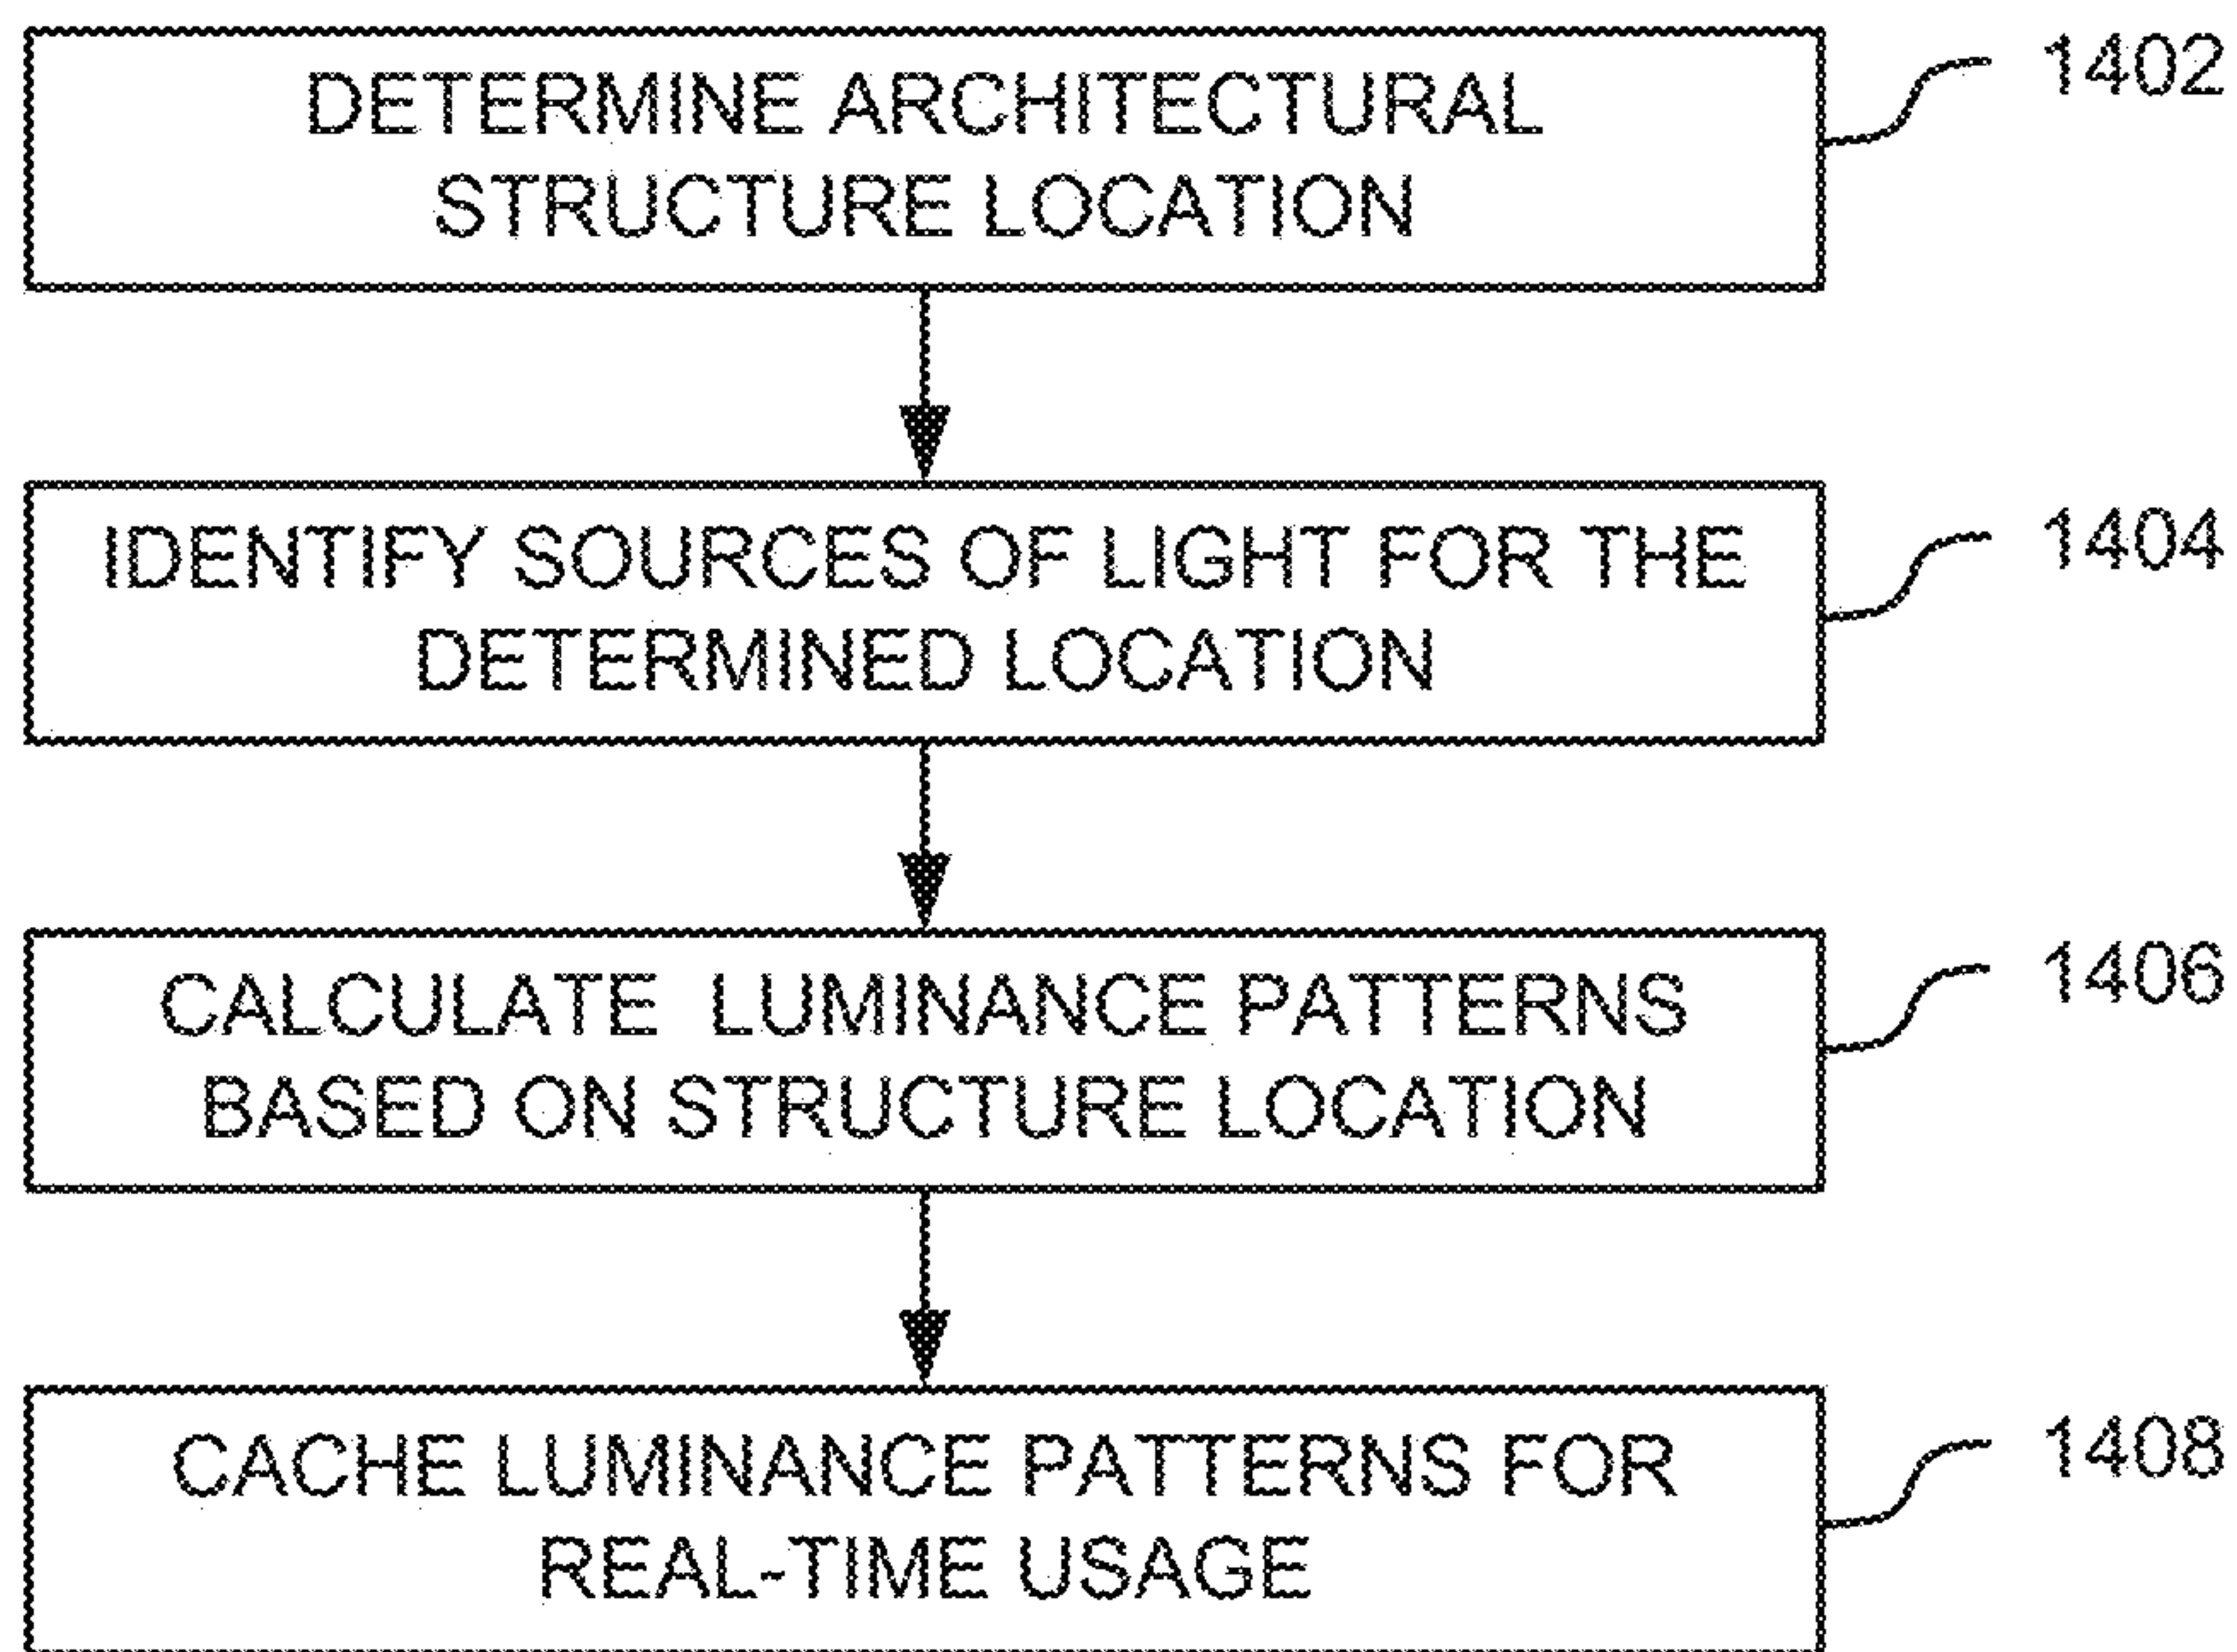 DETERMINE ARCHITECTURAL
STRUCTURE LOCATION
1402
IDENTIFY SOURCES OF LIGHT FOR THE
DETERMINED LOCATION
1404
CALCULATE LUMINANCE PATTERNS
BASED ON STRUCTURE LOCATION
1406
CACHE LUMINANCE PATTERNS FOR
REAL-TIME USAGE
1408